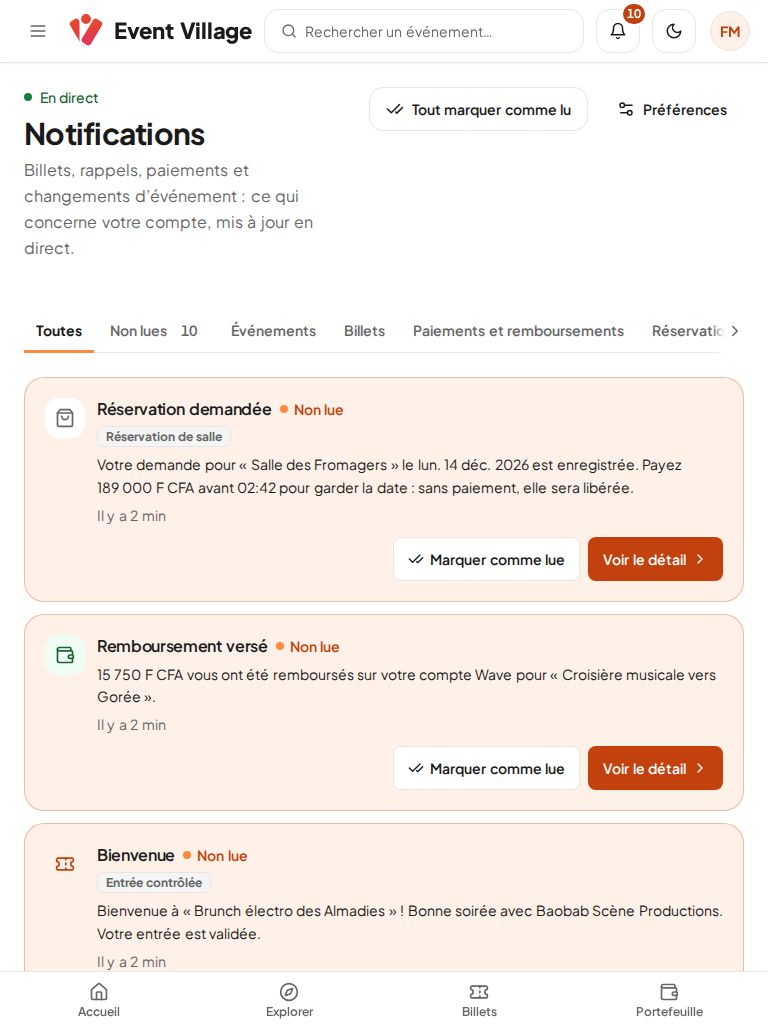 Event Village
Rechercher un événement…
10
FM
En direct
Notifications
Billets, rappels, paiements et
changements d’événement : ce qui
concerne votre compte, mis à jour en
direct.
Tout marquer comme lu
Préférences
Toutes
Non lues 10
Événements
Billets
Paiements et remboursements
Réservatio
Réservation demandée
Non lue
Réservation de salle
Votre demande pour « Salle des Fromagers » le lun. 14 déc. 2026 est enregistrée. Payez
189 000 F CFA avant 02:42 pour garder la date : sans paiement, elle sera libérée.
Il y a 2 min
Marquer comme lue
Voir le détail
Remboursement versé
Non lue
15 750 F CFA vous ont été remboursés sur votre compte Wave pour « Croisière musicale vers
Gorée ».
Il y a 2 min
Marquer comme lue
Voir le détail
Bienvenue
Non lue
Entrée contrôlée
Bienvenue à « Brunch électro des Almadies » ! Bonne soirée avec Baobab Scène Productions.
Votre entrée est validée.
Il y a 2 min
Accueil
Explorer
Billets
Portefeuille